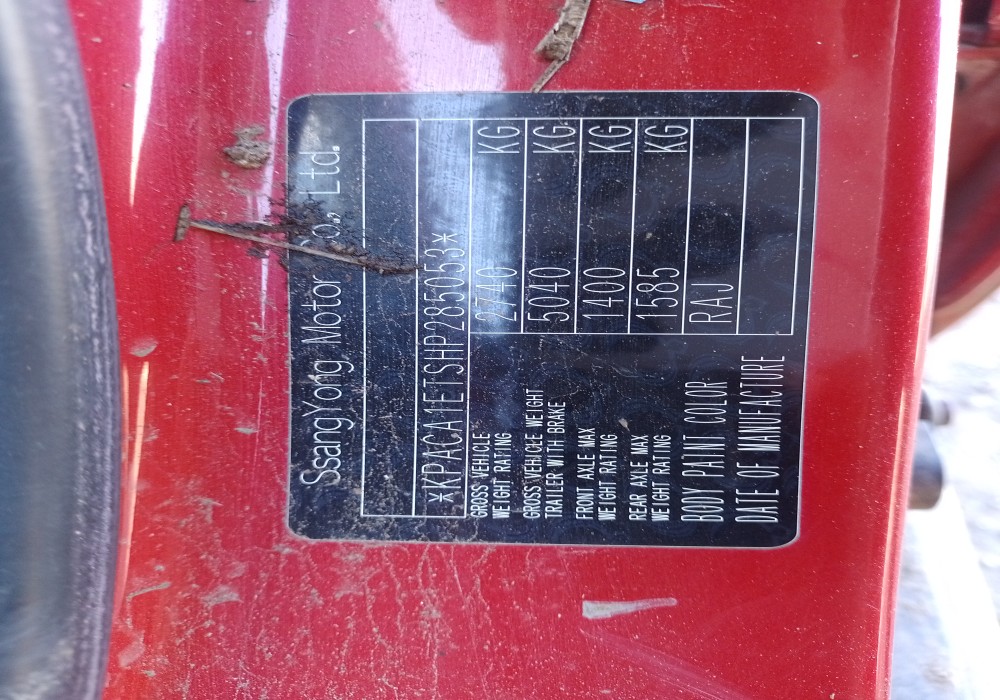 SsangYong Motor Co., Ltd.
*KPACA1ETSHP285053*
GROSS VEHICLE WEIGHT RATING 2740 KG
GROSS VEHICLE WEIGHT TRAILER WITH BRAKE 5040 KG
FRONT AXLE MAX WEIGHT RATING 1400 KG
REAR AXLE MAX WEIGHT RATING 1585 KG
BODY PAINT COLOR: RAJ
DATE OF MANUFACTURE